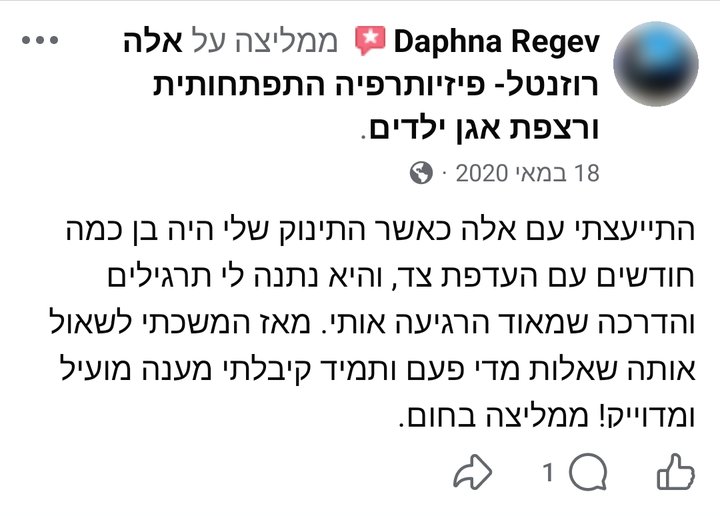 Daphna Regev ממליצה על אלה
רוזנטל- פיזיותרפיה התפתחותית
ורצפת אגן ילדים.
18 במאי 2020 ·
התייעצתי עם אלה כאשר התינוק שלי היה בן כמה
חודשים עם העדפת צד, והיא נתנה לי תרגילים
והדרכה שמאוד הרגיעה אותי. מאז המשכתי לשאול
אותה שאלות מדי פעם ותמיד קיבלתי מענה מועיל
ומדוייק! ממליצה בחום.
1